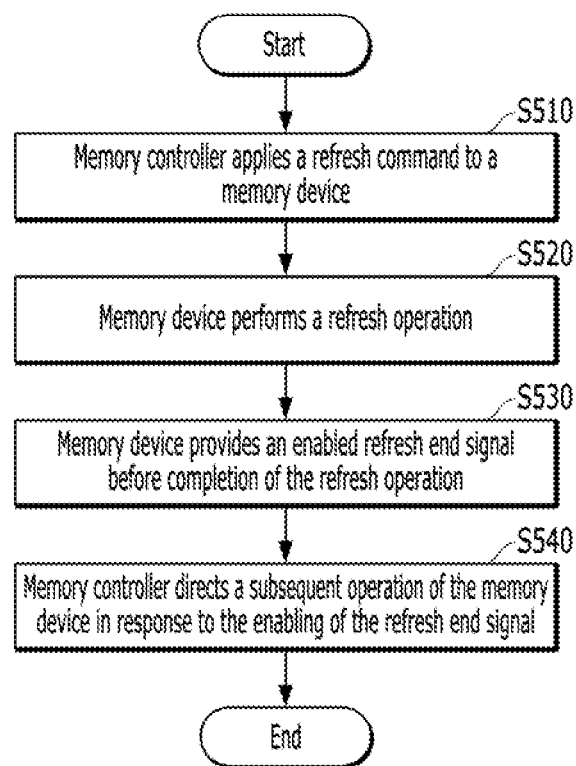 Start
S510
Memory controller applies a refresh command to a
memory device
S520
Memory device performs a refresh operation
S530
Memory device provides an enabled refresh end signal
before completion of the refresh operation
S540
Memory controller directs a subsequent operation of the memory
device in response to the enabling of the refresh end signal
End